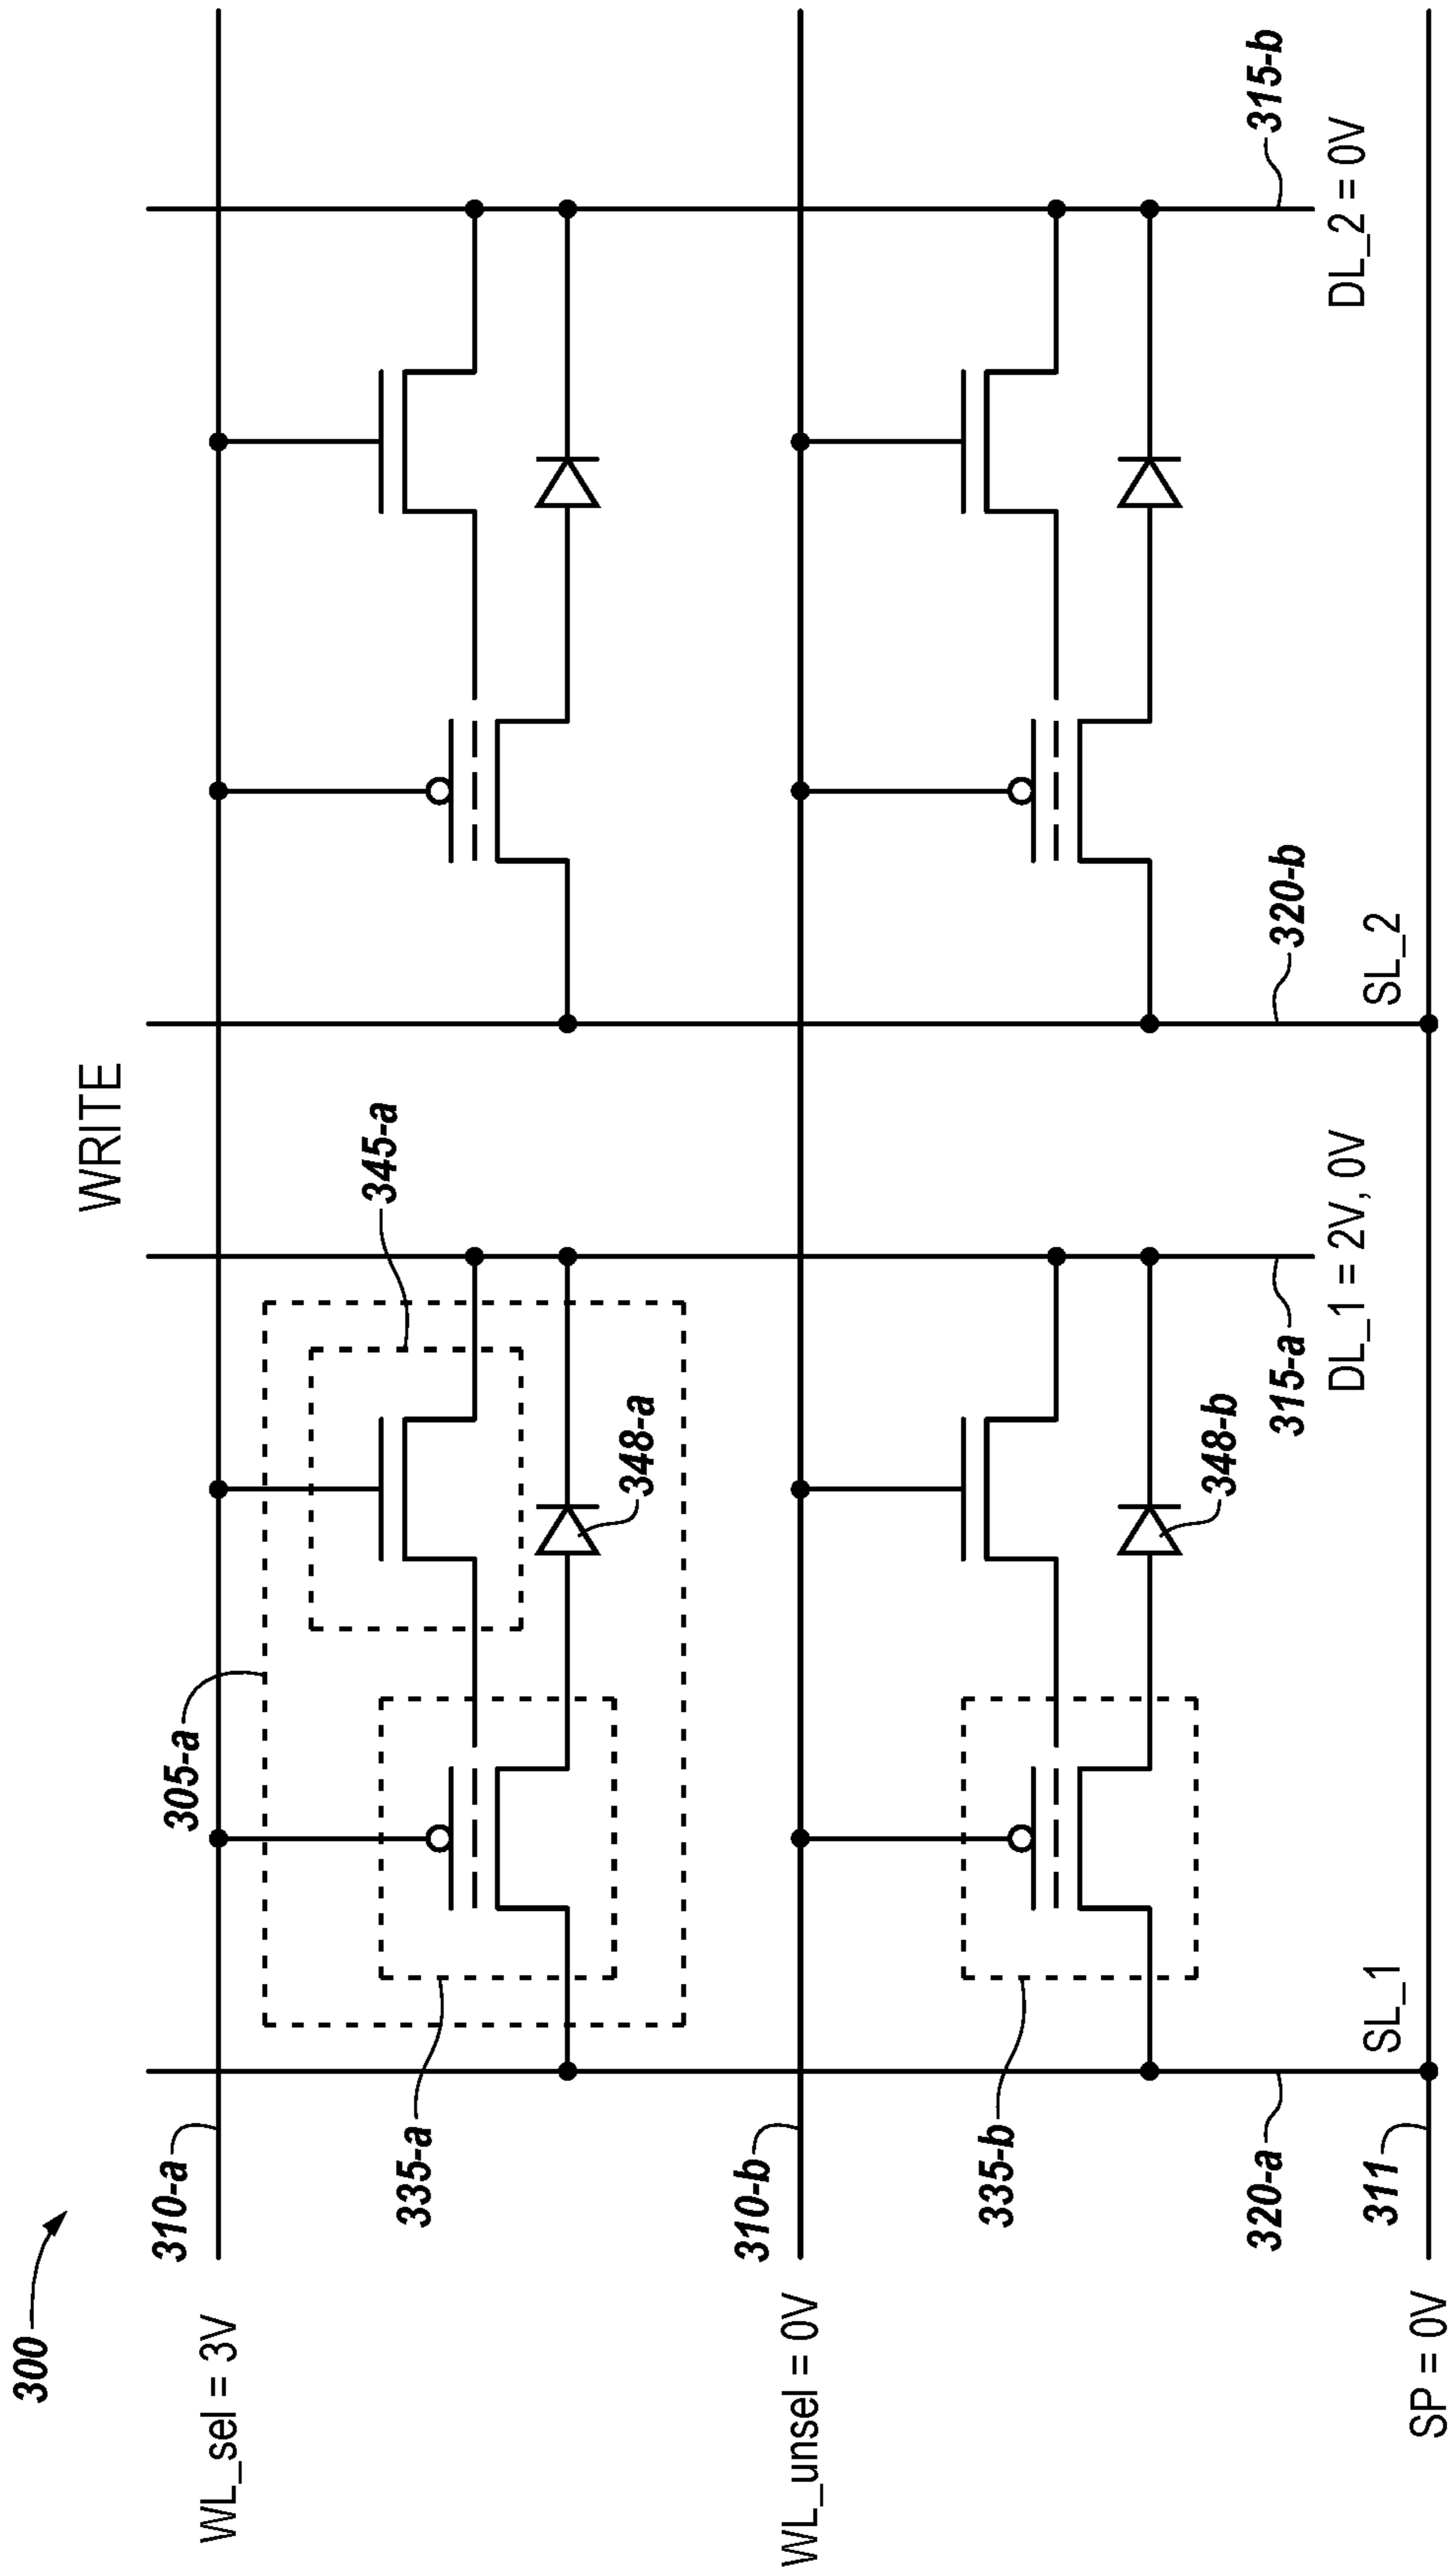 300
WRITE
WL_sel = 3V
310-a
305-a
345-a
335-a
348-a
WL_unsel = 0V
310-b
335-b
348-b
320-a
SL_1
315-a
DL_1 = 2V, 0V
320-b
SL_2
315-b
DL_2 = 0V
SP = 0V
311